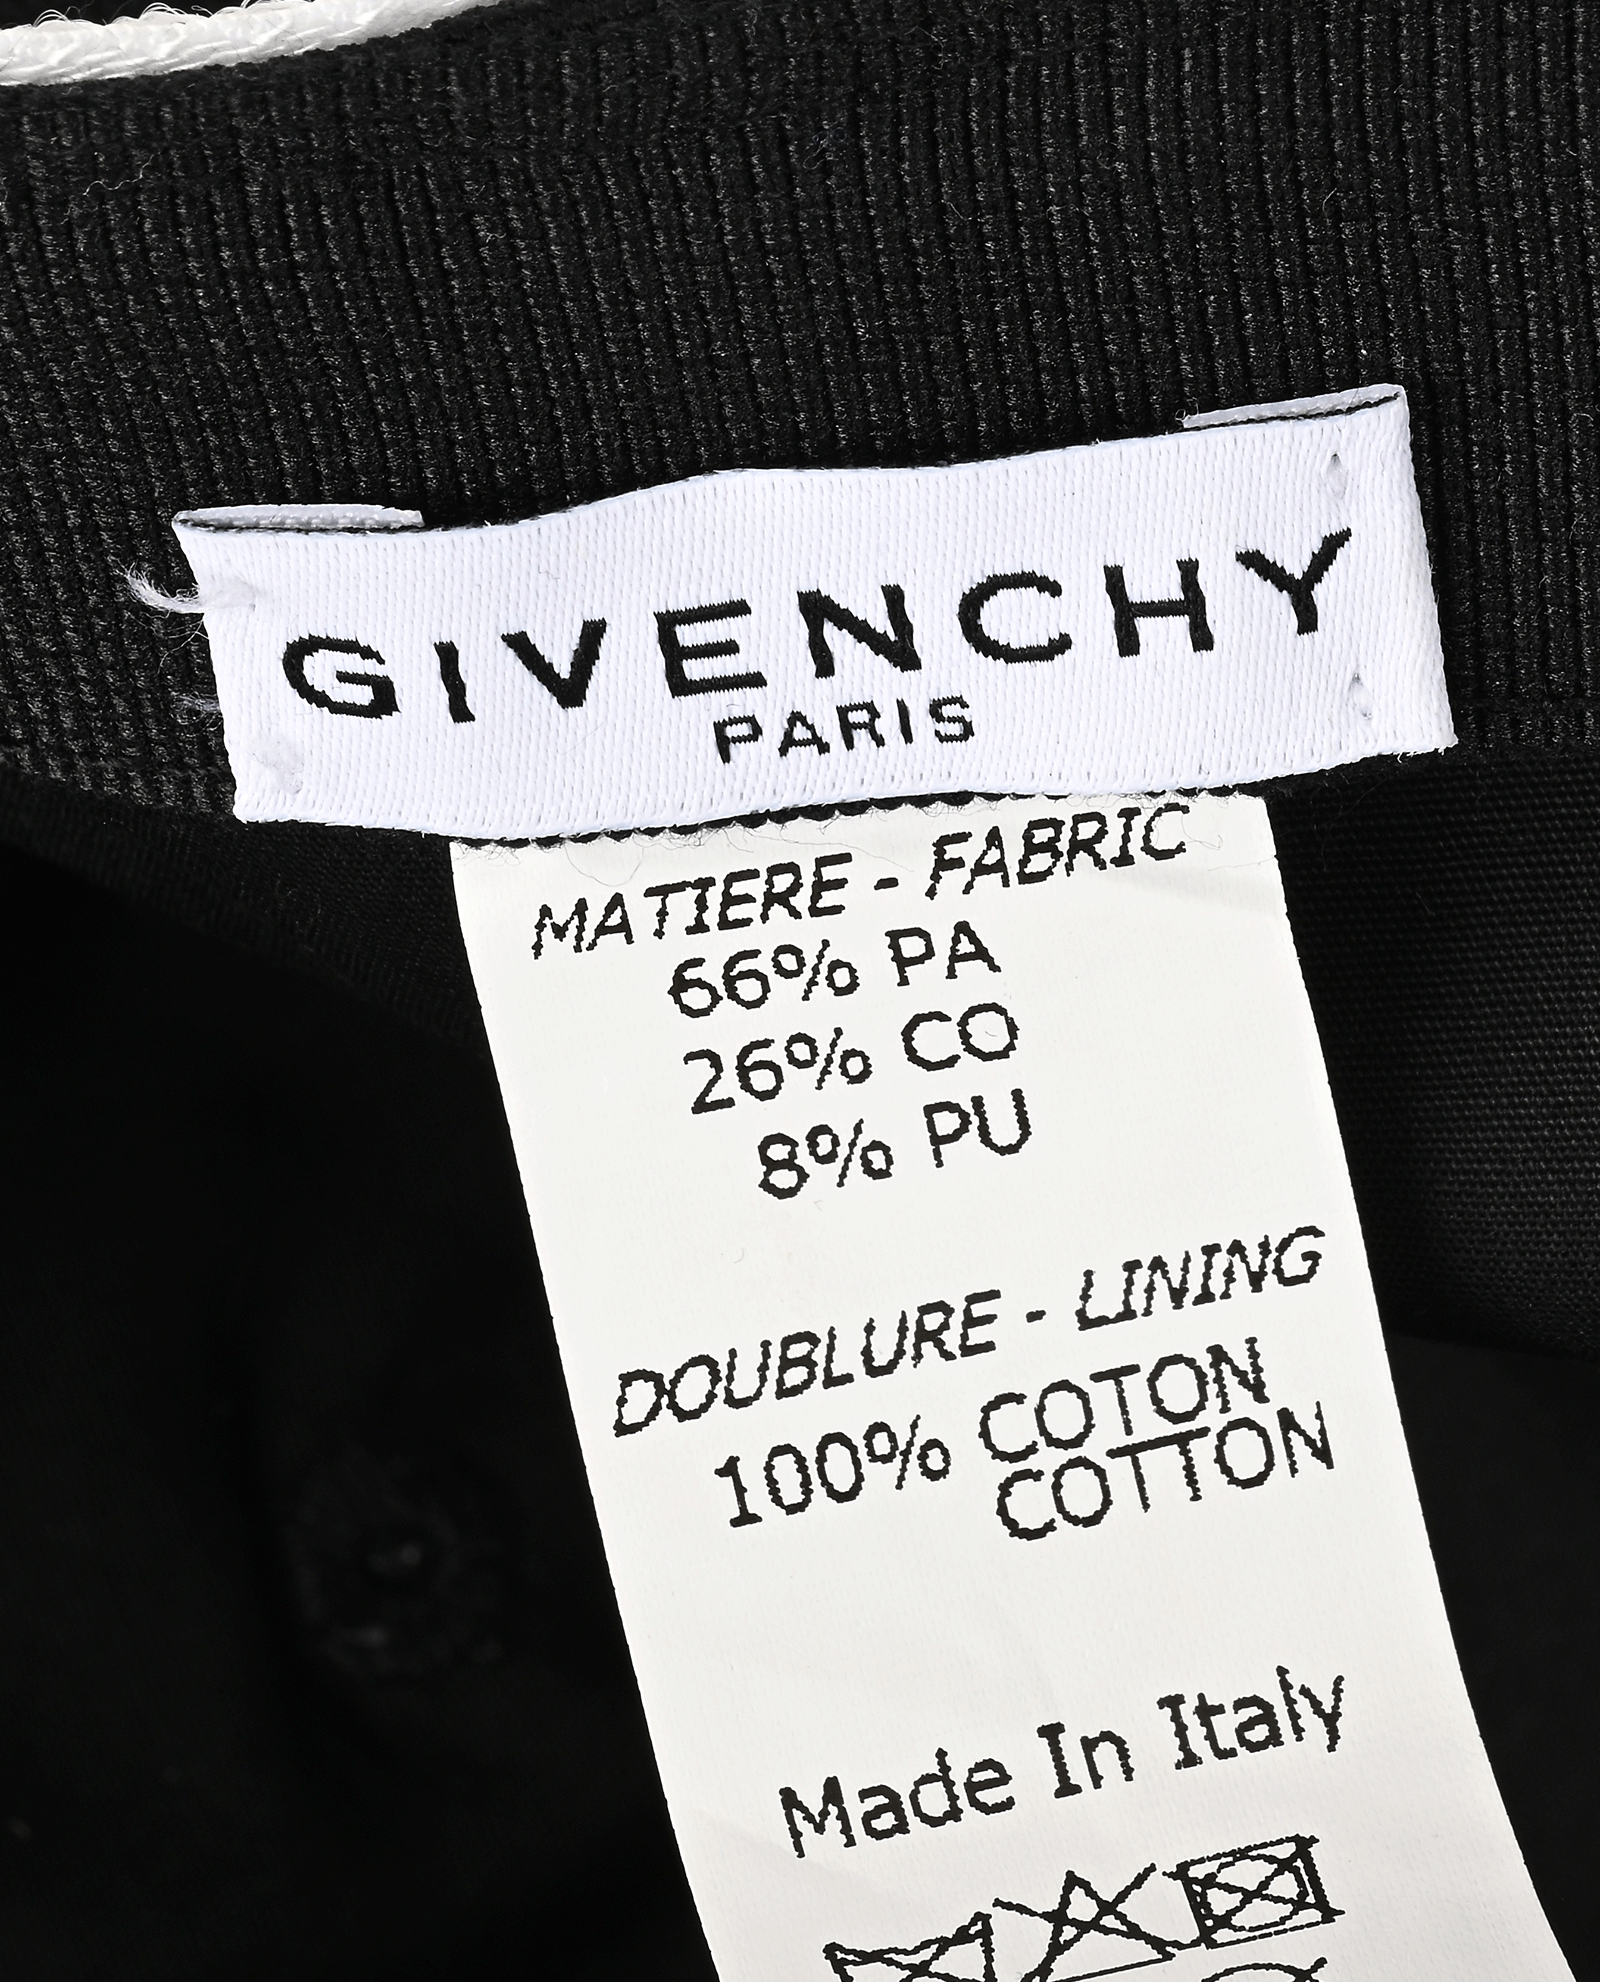 GIVENCHY
PARIS
MATIERE - FABRIC
66% PA
26% CO
8% PU
DOUBLURE - LINING
100% COTON
COTTON
Made In Italy